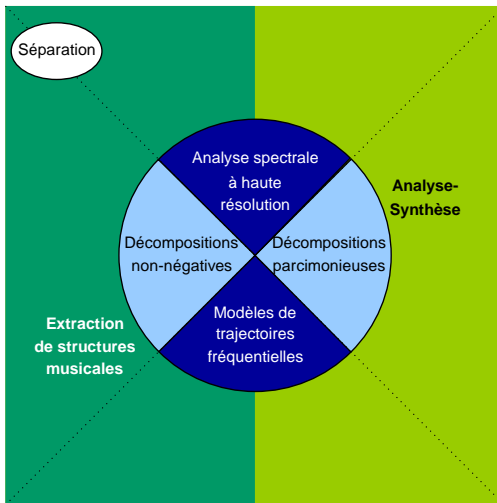 Séparation
Analyse spectrale
à haute
résolution
Analyse-
Synthèse
Décompositions
non-négatives
Décompositions
parcimonieuses
Modèles de
trajectoires
fréquentielles
Extraction
de structures
musicales